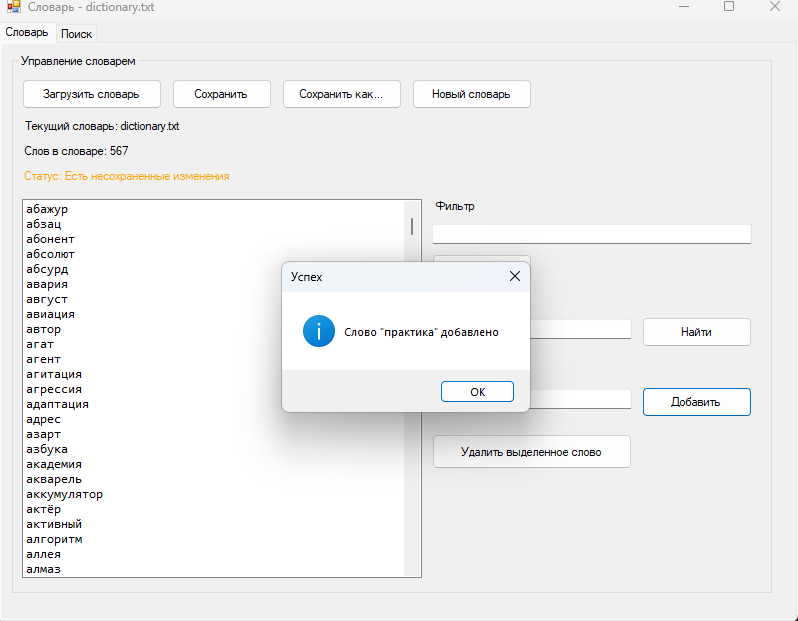 Словарь - dictionary.txt
Словарь Поиск
Управление словарем
Загрузить словарь Сохранить Сохранить как... Новый словарь
Текущий словарь: dictionary.txt
Слов в словаре: 567
Статус: Есть несохраненные изменения
абажур
абзац
абонент
абсолют
абсурд
авария
август
авиация
автор
агат
агент
агитация
агрессия
адаптация
адрес
азарт
азбука
академия
акварель
аккумулятор
актёр
активный
алгоритм
аллея
алмаз
Фильтр
Найти
Добавить
Удалить выделенное слово
Успех
Слово "практика" добавлено
OK